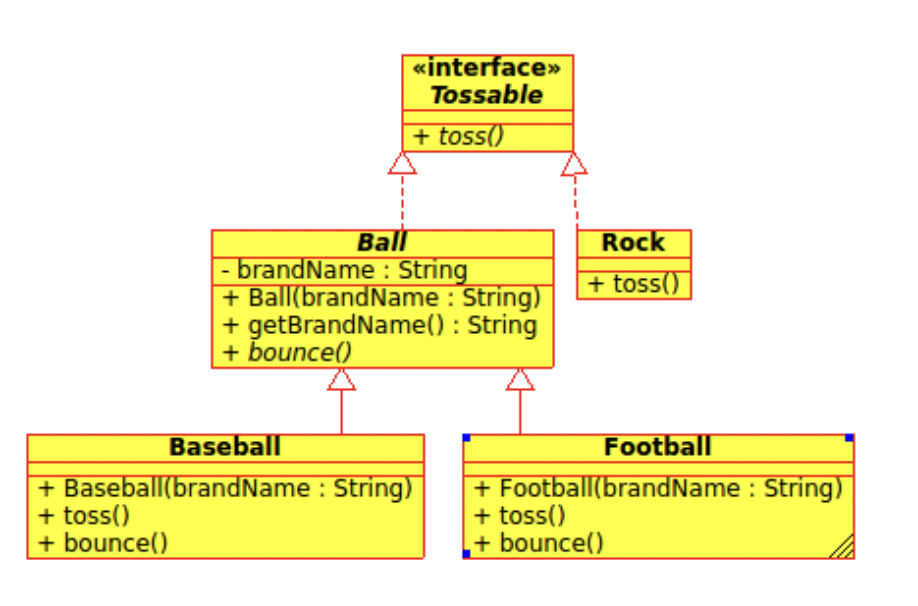 «interface»
Tossable
+ toss()
Ball
- brandName : String
+ Ball(brandName : String)
+ getBrandName() : String
+ bounce()
Rock
+ toss()
Baseball
+ Baseball(brandName : String)
+ toss()
+ bounce()
Football
+ Football(brandName : String)
+ toss()
+ bounce()